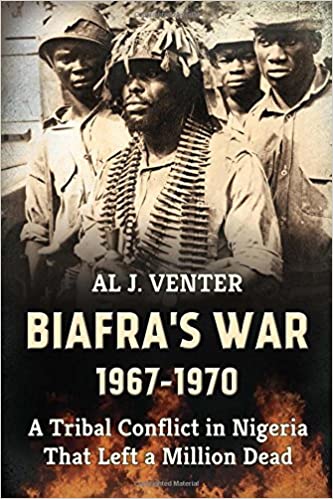 AL J. VENTER
BIAFRA'S WAR
1967-1970
A Tribal Conflict in Nigeria
That Left a Million Dead